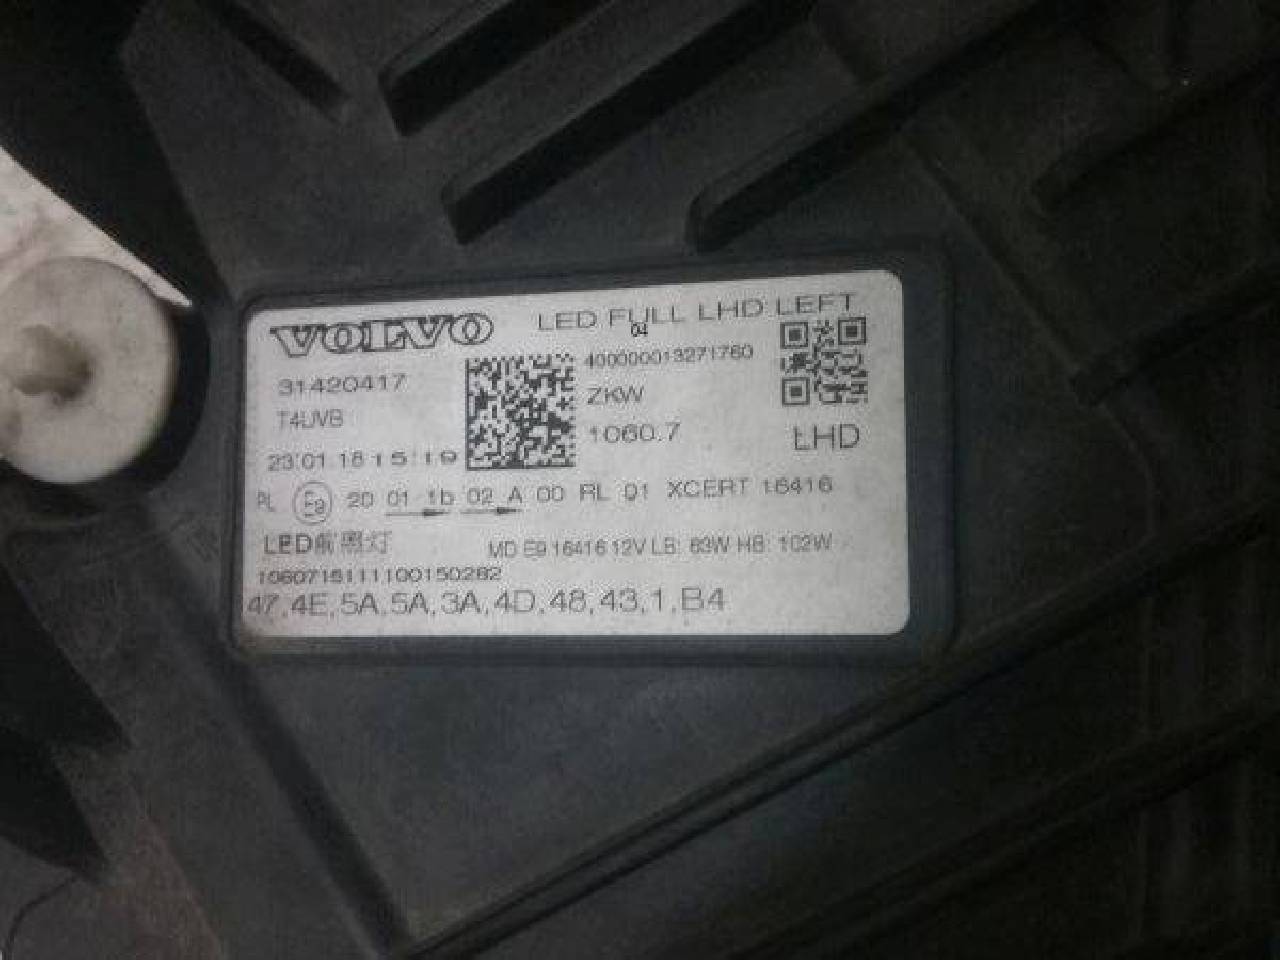 VOLVO
LED FULL LHD LEFT
04
31420417
400000013271760
T4UVB
ZKW
1060.7
LHD
23.01.16 15:19
PL E9 20 01 1b 02 A 00 RL 01 XCERT 16416
LED前照灯
MD E9 16416 12V LB: 63W HB: 102W
10607161111100150282
47,4E,5A,5A,3A,4D,48,43,1,B4